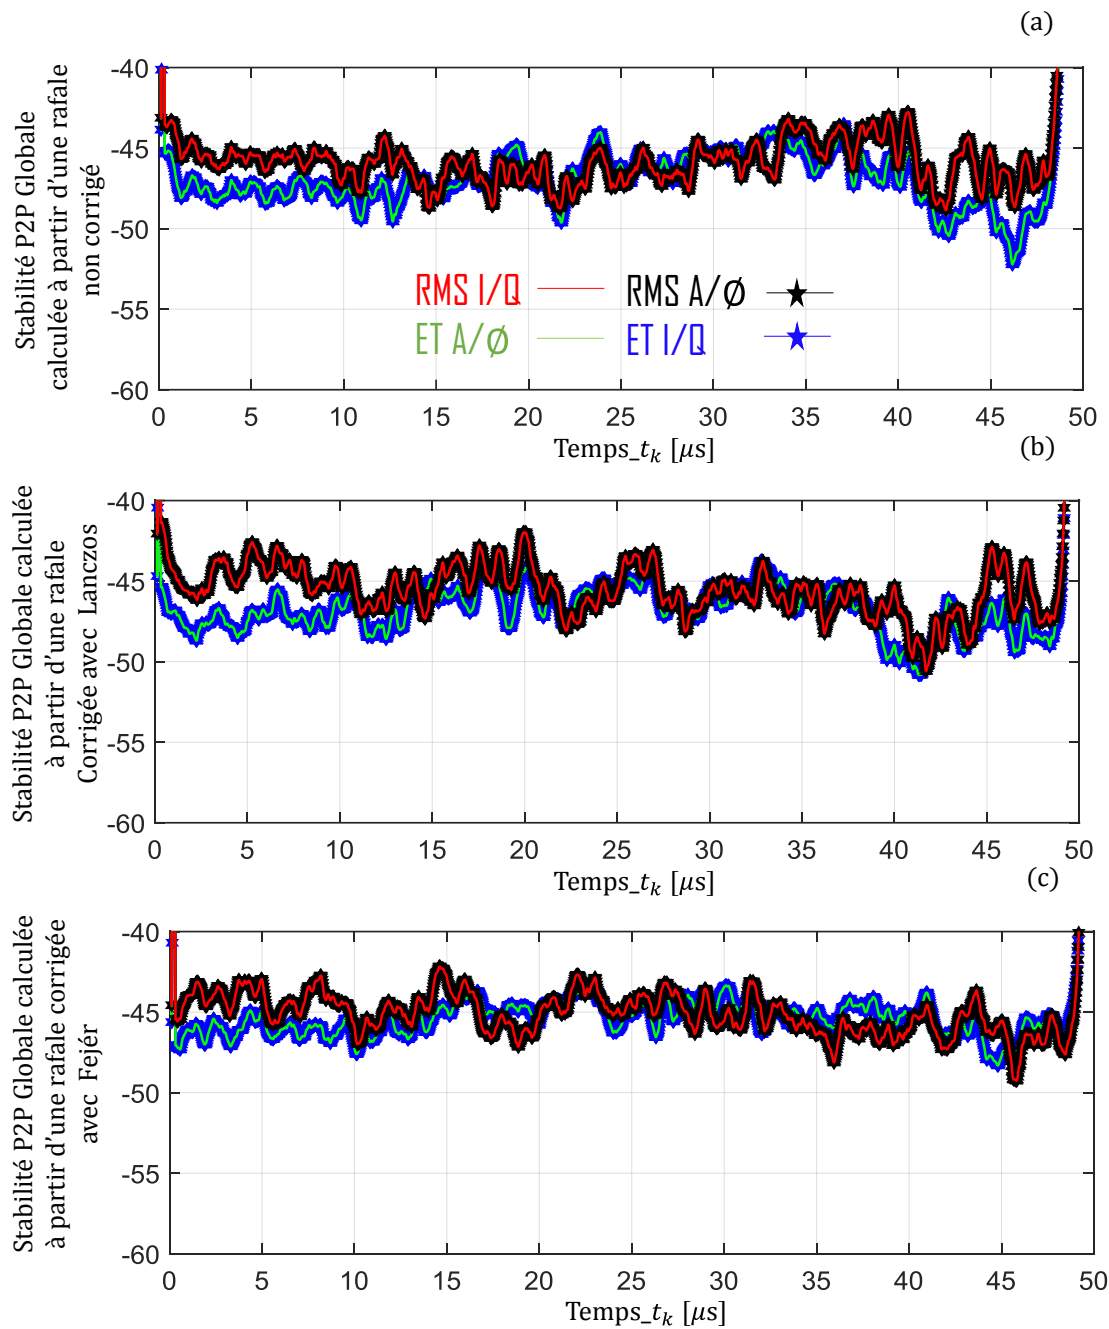 (a)
Stabilité P2P Globale
calculée à partir d'une rafale
non corrigé
-40
-45
-50
-55
-60
RMS I/Q
RMS A/Ø
ET A/Ø
ET I/Q
0 5 10 15 20 25 30 35 40 45 50
Temps_t_k [μs]
(b)
Stabilité P2P Globale calculée
à partir d'une rafale
Corrigée avec Lanczos
-40
-45
-50
-55
-60
0 5 10 15 20 25 30 35 40 45 50
Temps_t_k [μs]
(c)
Stabilité P2P Globale calculée
à partir d'une rafale corrigée
avec Fejér
-40
-45
-50
-55
-60
0 5 10 15 20 25 30 35 40 45 50
Temps_t_k [μs]